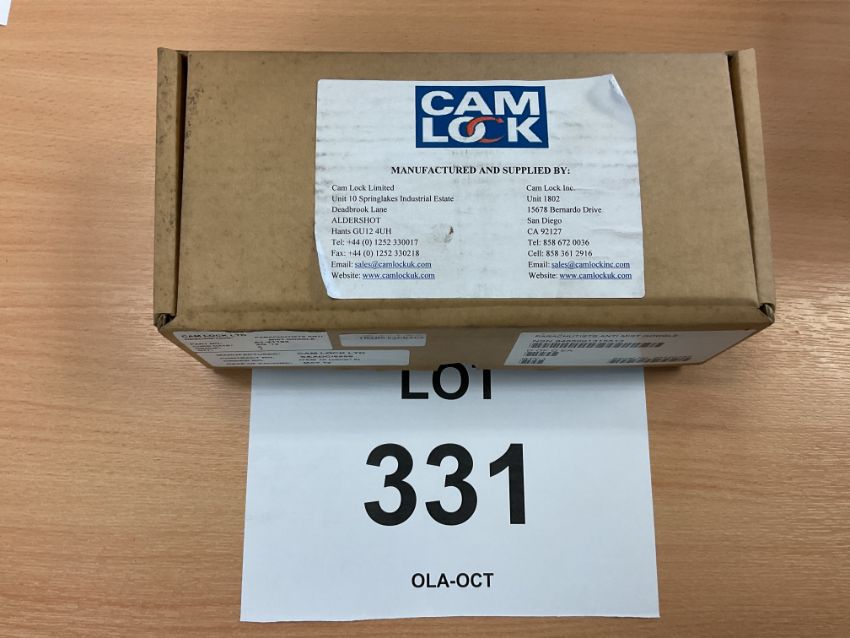 CAM
LOCK
MANUFACTURED AND SUPPLIED BY:
Cam Lock Limited
Unit 10 Springlakes Industrial Estate
Deadbrook Lane
ALDERSHOT
Hants GU12 4UH
Tel: +44 (0) 1252 330017
Fax: +44 (0) 1252 330218
Email: sales@camlockuk.com
Website: www.camlockuk.com
Cam Lock Inc.
Unit 1802
15678 Bernardo Drive
San Diego
CA 92127
Tel: 858 672 0036
Cell: 858 361 2916
Email: sales@camlockinc.com
Website: www.camlockuk.com
CAM LOCK LTD
CAM LOCK LTD
PARACHUTISTS ANTI MIST GOGGLE
LOT
331
OLA-OCT